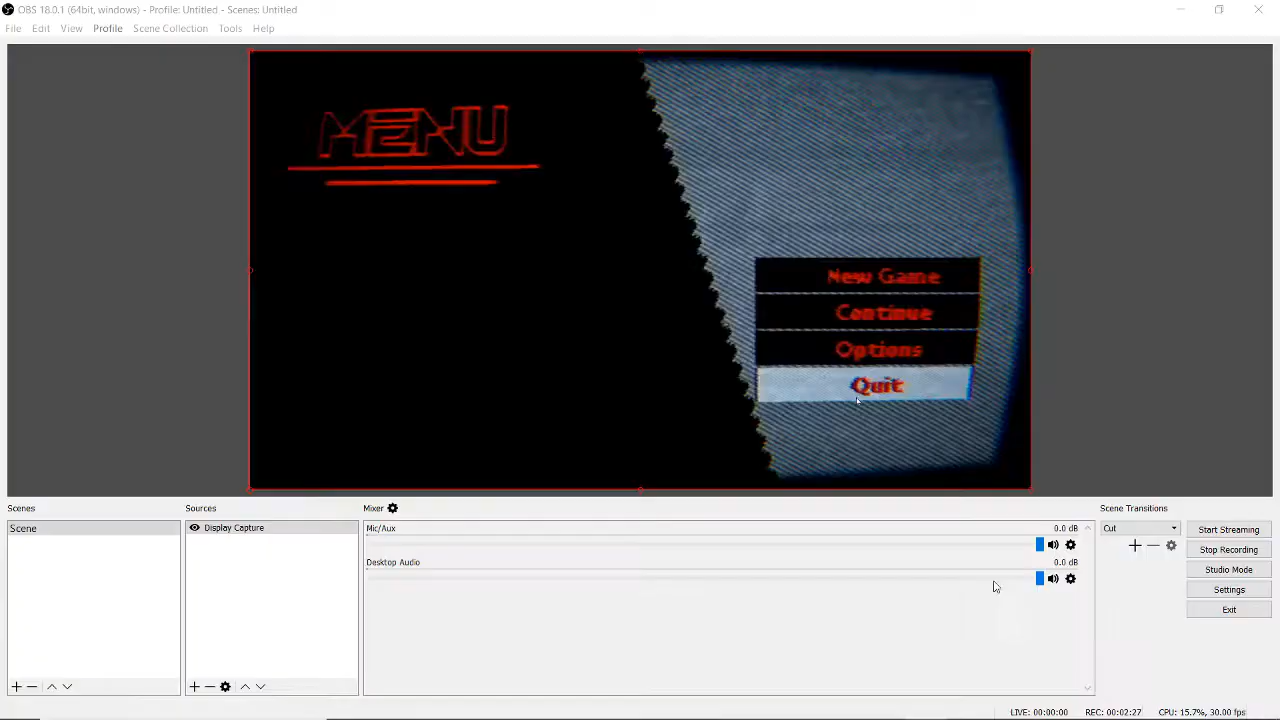 OBS 18.0.1 (64bit, windows) - Profile: Untitled - Scenes: Untitled
File Edit View Profile Scene Collection Tools Help
MENU
New Game
Continue
Options
Quit
Scenes Sources Mixer Scene Transitions
Scene Display Capture Mic/Aux 0.0 dB Cut Start Streaming
Stop Recording
Desktop Audio 0.0 dB Studio Mode
Settings
Exit
LIVE: 00:00:00 REC: 00:02:27 CPU: 15.7%, 30.00 fps